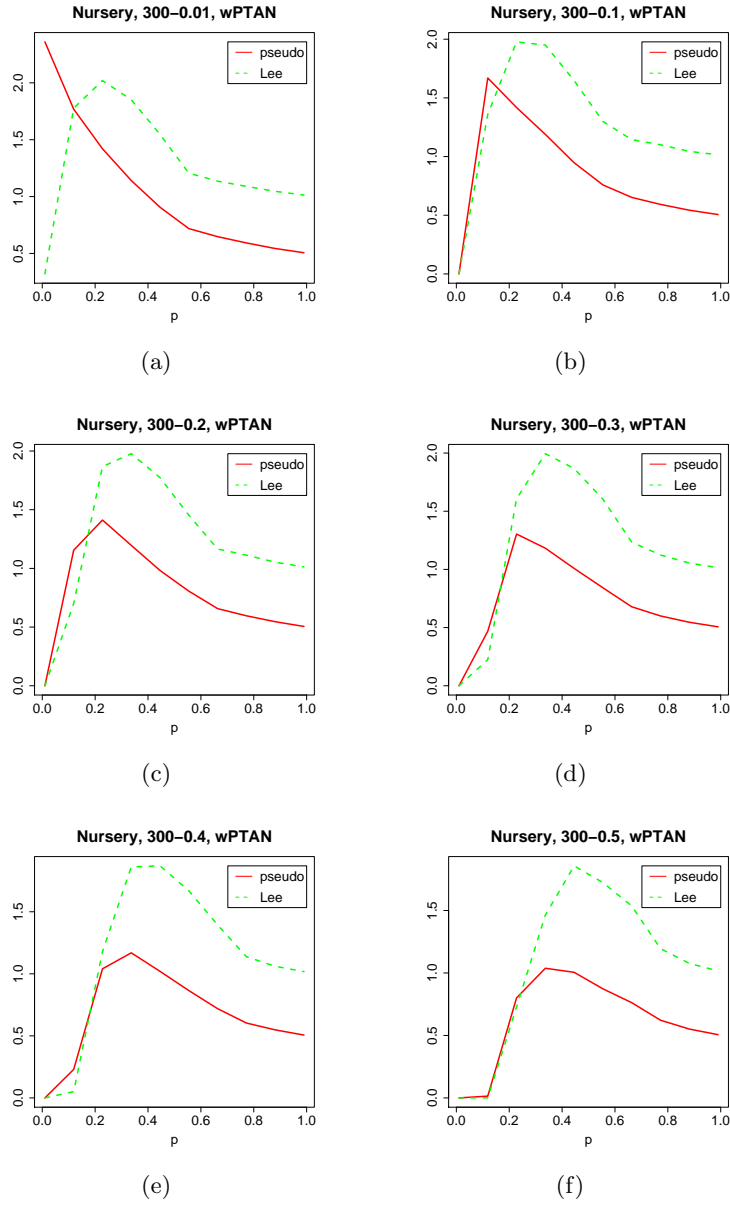 Nursery, 300−0.01, wPTAN
pseudo
Lee
0.5 1.0 1.5 2.0
0.0 0.2 0.4 0.6 0.8 1.0
p
(a)
Nursery, 300−0.1, wPTAN
pseudo
Lee
0.0 0.5 1.0 1.5 2.0
0.0 0.2 0.4 0.6 0.8 1.0
p
(b)
Nursery, 300−0.2, wPTAN
pseudo
Lee
0.0 0.5 1.0 1.5 2.0
0.0 0.2 0.4 0.6 0.8 1.0
p
(c)
Nursery, 300−0.3, wPTAN
pseudo
Lee
0.0 0.5 1.0 1.5 2.0
0.0 0.2 0.4 0.6 0.8 1.0
p
(d)
Nursery, 300−0.4, wPTAN
pseudo
Lee
0.0 0.5 1.0 1.5
0.0 0.2 0.4 0.6 0.8 1.0
p
(e)
Nursery, 300−0.5, wPTAN
pseudo
Lee
0.0 0.5 1.0 1.5
0.0 0.2 0.4 0.6 0.8 1.0
p
(f)